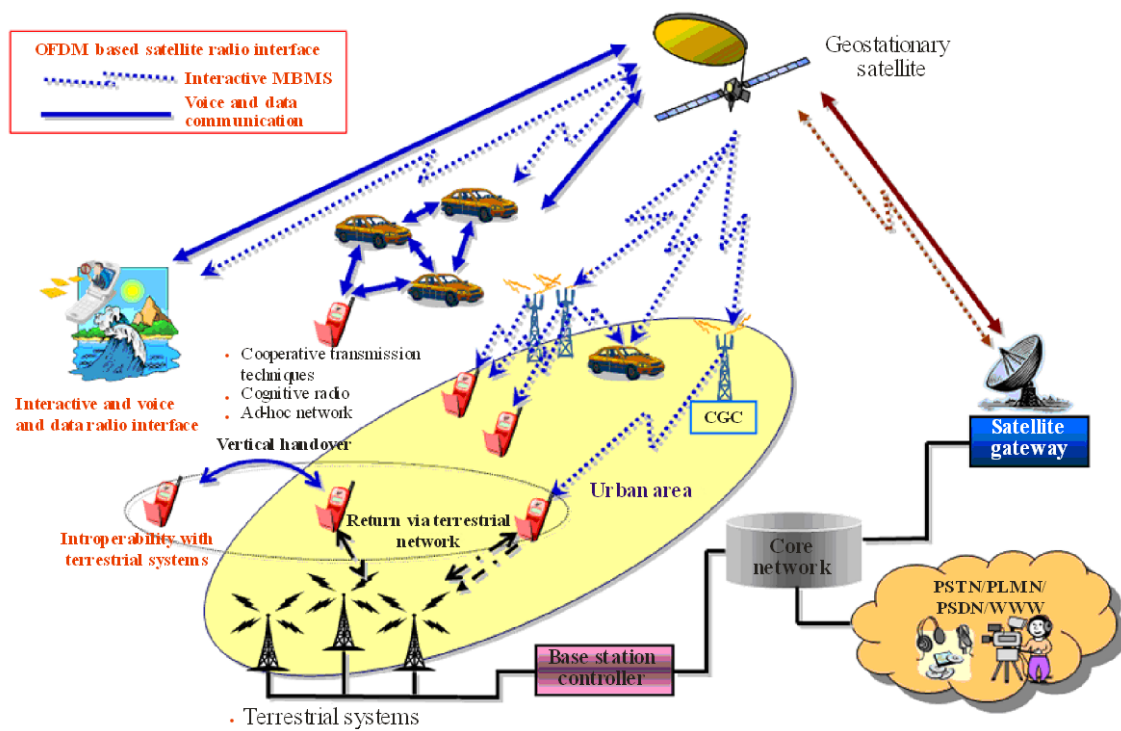 OFDM based satellite radio interface
Interactive MBMS
Voice and data
communication
Geostationary
satellite
• Cooperative transmission
techniques
• Cognitive radio
• Ad-hoc network
Interactive and voice
and data radio interface
CGC
Satellite
gateway
Vertical handover
Urban area
Return via terrestrial
network
Introperability with
terrestrial systems
Core
network
PSTN/PLMN/
PSDN/WWW
Base station
controller
• Terrestrial systems